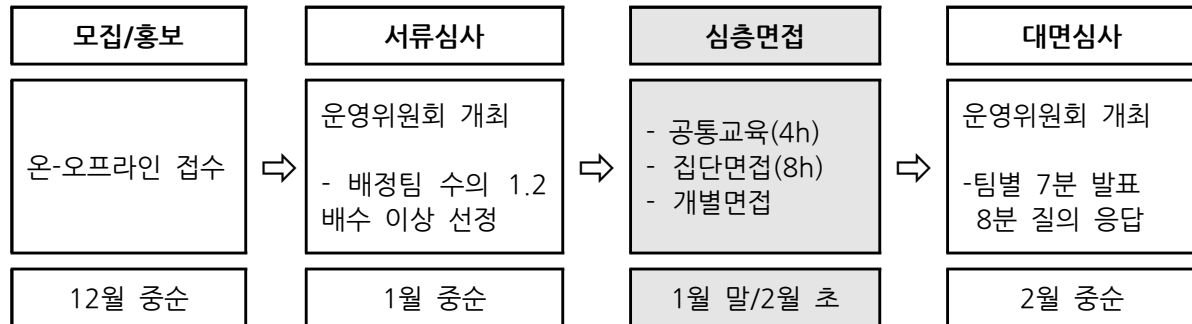 모집/홍보
서류심사
심층면접
대면심사
온-오프라인 접수
⇨
운영위원회 개최
- 배정팀 수의 1.2
배수 이상 선정
⇨
- 공통교육(4h)
- 집단면접(8h)
- 개별면접
⇨
운영위원회 개최
-팀별 7분 발표
8분 질의 응답
12월 중순
1월 중순
1월 말/2월 초
2월 중순